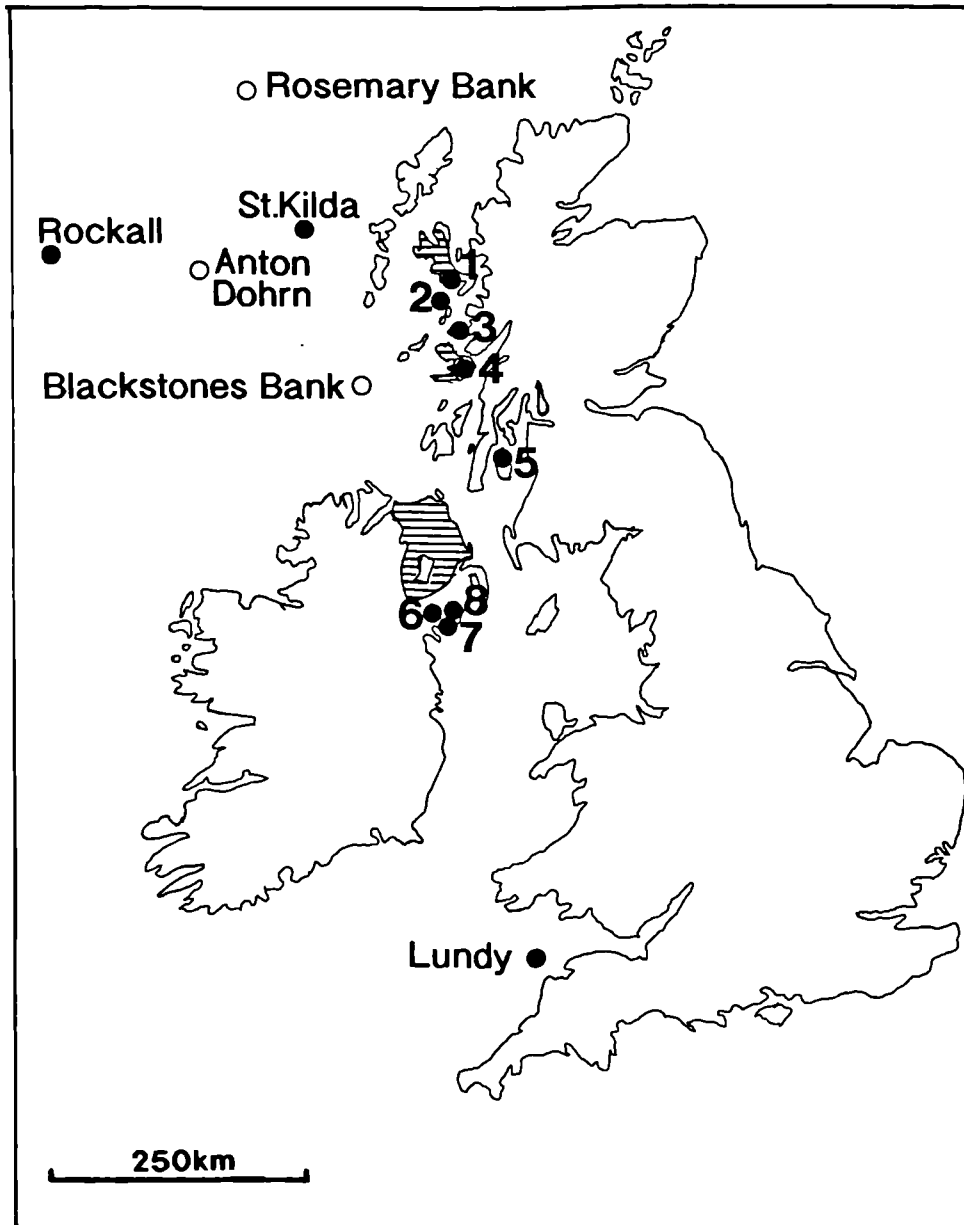 Rosemary Bank
St.Kilda
Rockall
Anton
Dohrn
1
2
3
Blackstones Bank
4
5
6
8
7
Lundy
250km